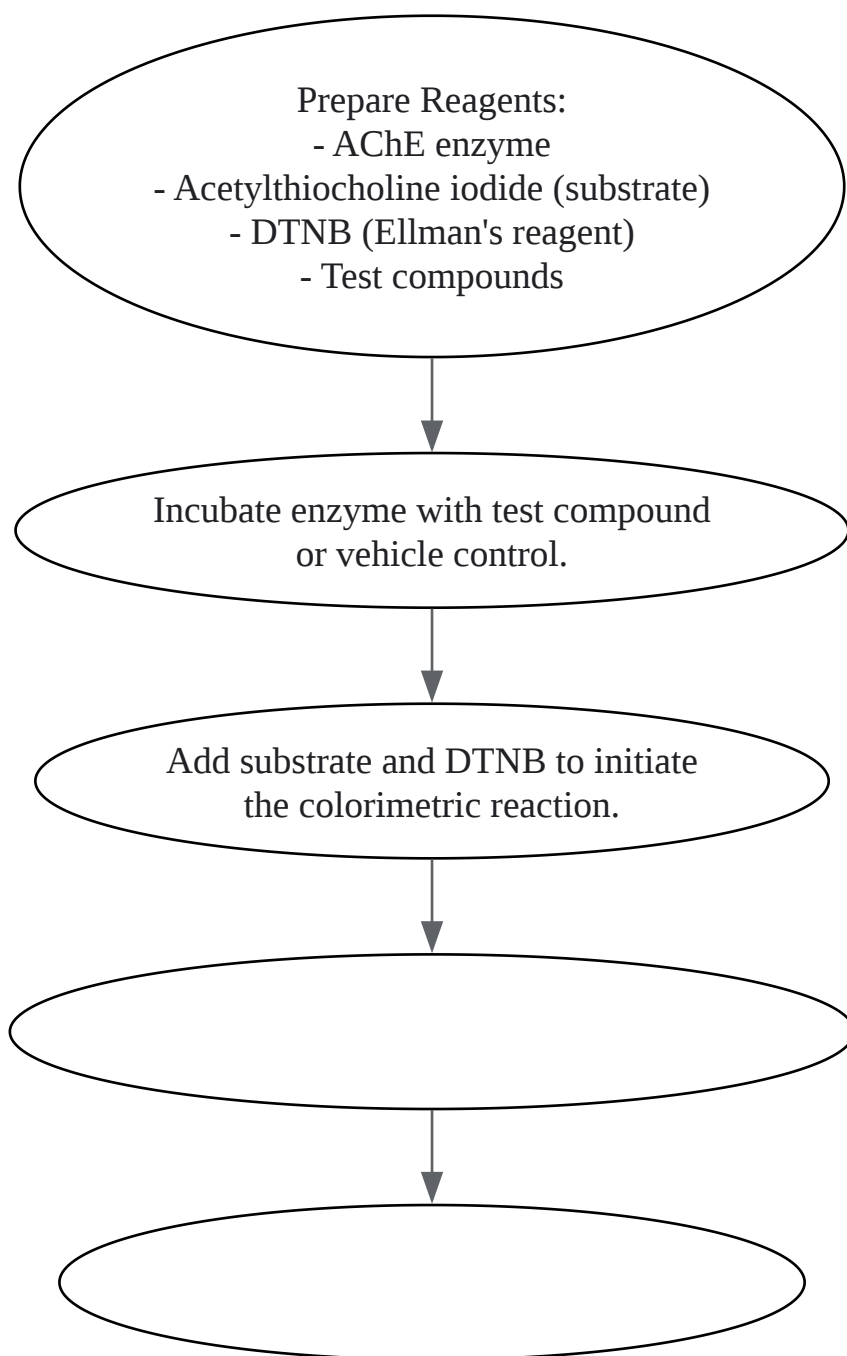 Prepare Reagents:
- AChE enzyme
- Acetylthiocholine iodide (substrate)
- DTNB (Ellman's reagent)
- Test compounds
Incubate enzyme with test compound
or vehicle control.
Add substrate and DTNB to initiate
the colorimetric reaction.